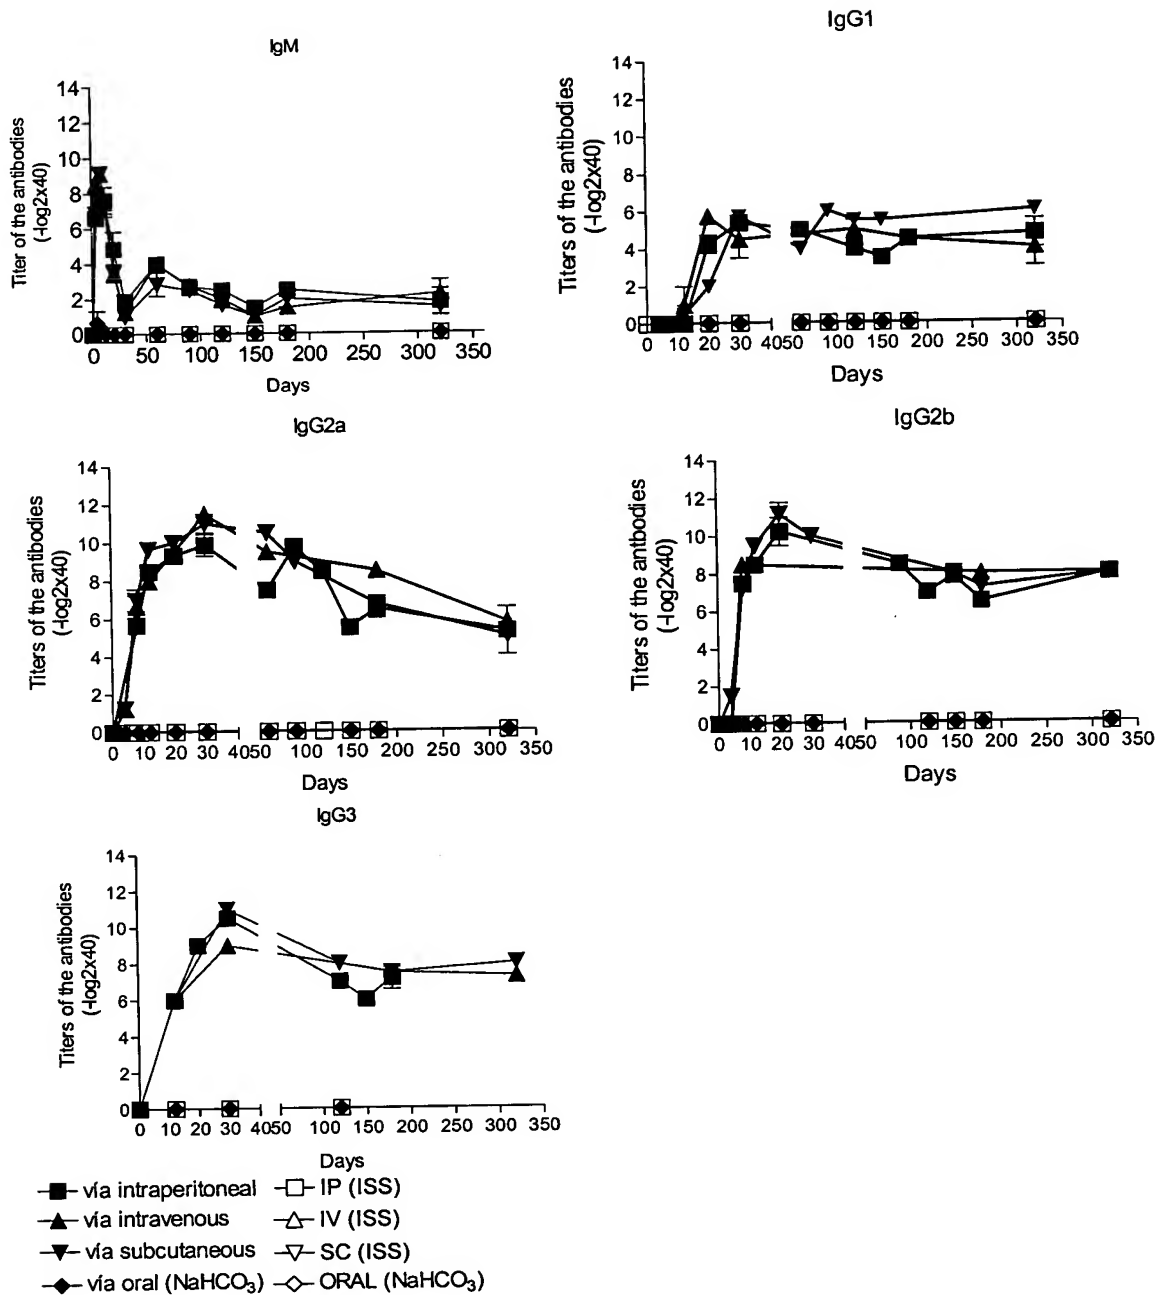 IgM
Titer of the antibodies
(-log2x40)
14
12
10
8
6
4
2
0
0 50 100 150 200 250 300 350
Days
IgG1
Titers of the antibodies
(-log2x40)
14
12
10
8
6
4
2
0
0 10 20 30 4050 100 150 200 250 300 350
Days
IgG2a
Titers of the antibodies
(-log2x40)
14
12
10
8
6
4
2
0
0 10 20 30 4050 100 150 200 250 300 350
Days
IgG2b
Titers of the antibodies
(-log2x40)
14
12
10
8
6
4
2
0
0 10 20 30 4050 100 150 200 250 300 350
Days
IgG3
Titers of the antibodies
(-log2x40)
14
12
10
8
6
4
2
0
0 10 20 30 4050 100 150 200 250 300 350
Days
vía intraperitoneal
IP (ISS)
vía intravenous
IV (ISS)
vía subcutaneous
SC (ISS)
vía oral (NaHCO₃)
ORAL (NaHCO₃)